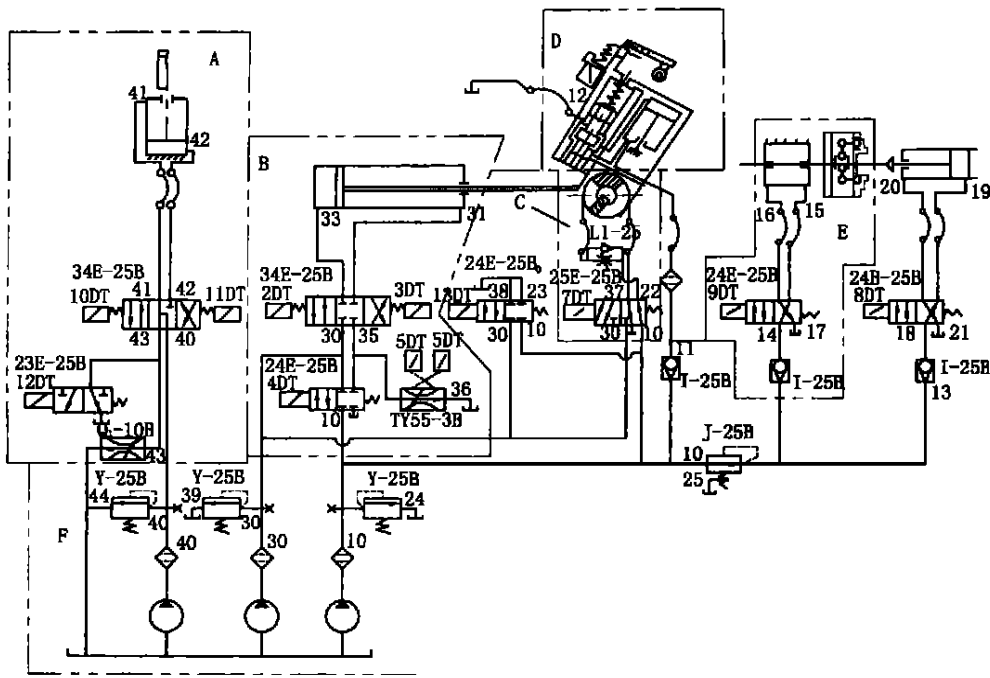 A
D
41
12
42
B
E
33
31
C
16
15
20
19
L1-25
34E-25B
41
42
10DT
11DT
43
40
34E-25B
2DT
3DT
30
35
24E-25B
13DT
38
23
30
10
25E-25B
7DT
37
22
30
10
24E-25B
9DT
14
17
24B-25B
8DT
18
21
23E-25B
12DT
24E-25B
4DT
10
5DT
5DT
36
TY55-3B
11
I-25B
I-25B
I-25B
13
-10B
43
J-25B
10
25
Y-25B
44
40
Y-25B
39
30
Y-25B
24
F
40
30
10